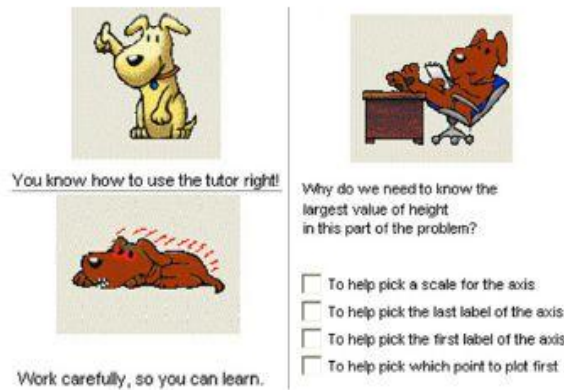 You know how to use the tutor right!
Work carefully, so you can learn.
Why do we need to know the
largest value of height
in this part of the problem?
To help pick a scale for the axis
To help pick the last label of the axis
To help pick the first label of the axis
To help pick which point to plot first